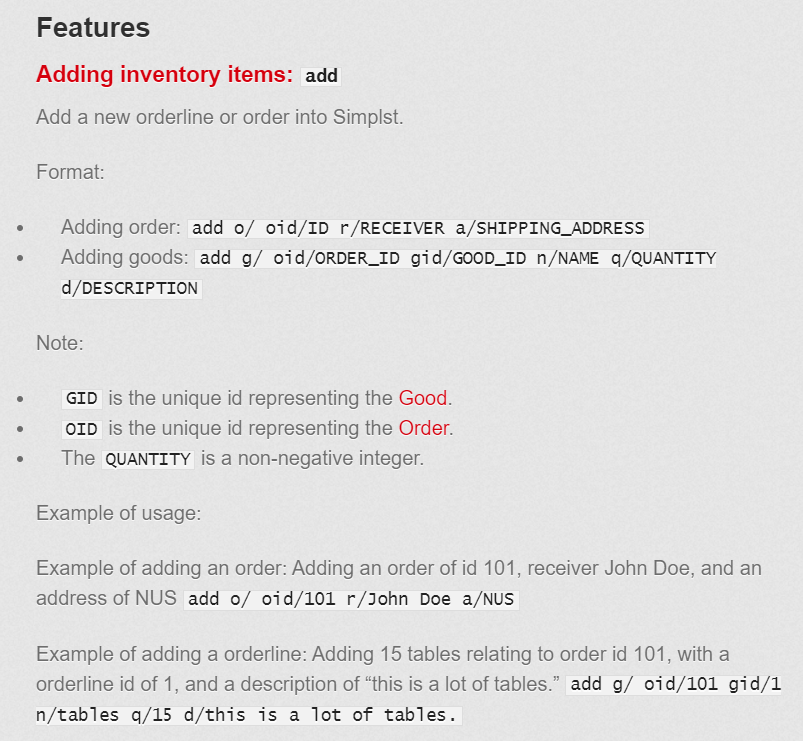 Features
Adding inventory items: add
Add a new orderline or order into Simplst.
Format:
• Adding order: add o/ oid/ID r/RECEIVER a/SHIPPING_ADDRESS
• Adding goods: add g/ oid/ORDER_ID gid/GOOD_ID n/NAME q/QUANTITY
d/DESCRIPTION
Note:
• GID is the unique id representing the Good.
• OID is the unique id representing the Order.
• The QUANTITY is a non-negative integer.
Example of usage:
Example of adding an order: Adding an order of id 101, receiver John Doe, and an
address of NUS add o/ oid/101 r/John Doe a/NUS
Example of adding a orderline: Adding 15 tables relating to order id 101, with a
orderline id of 1, and a description of “this is a lot of tables.” add g/ oid/101 gid/1
n/tables q/15 d/this is a lot of tables.